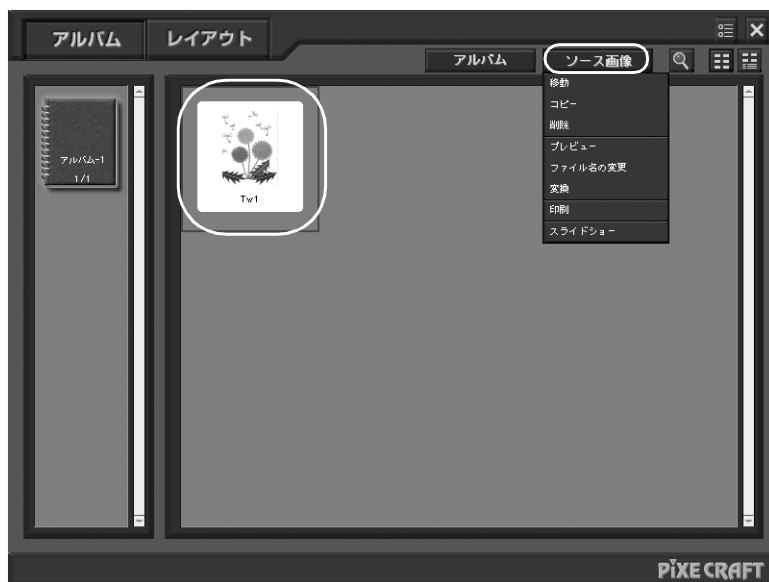 アルバム
レイアウト
アルバム
ソース画像
移動
コピー
削除
プレビュー
ファイル名の変更
変換
印刷
スライドショー
アルバム-1
1/1
Tw1
PIXE CRAFT